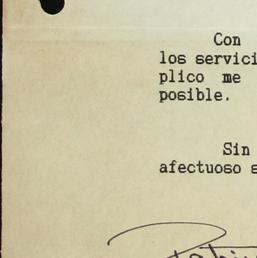 Con
los servici
plico me
posible.
Sin
afectuoso s